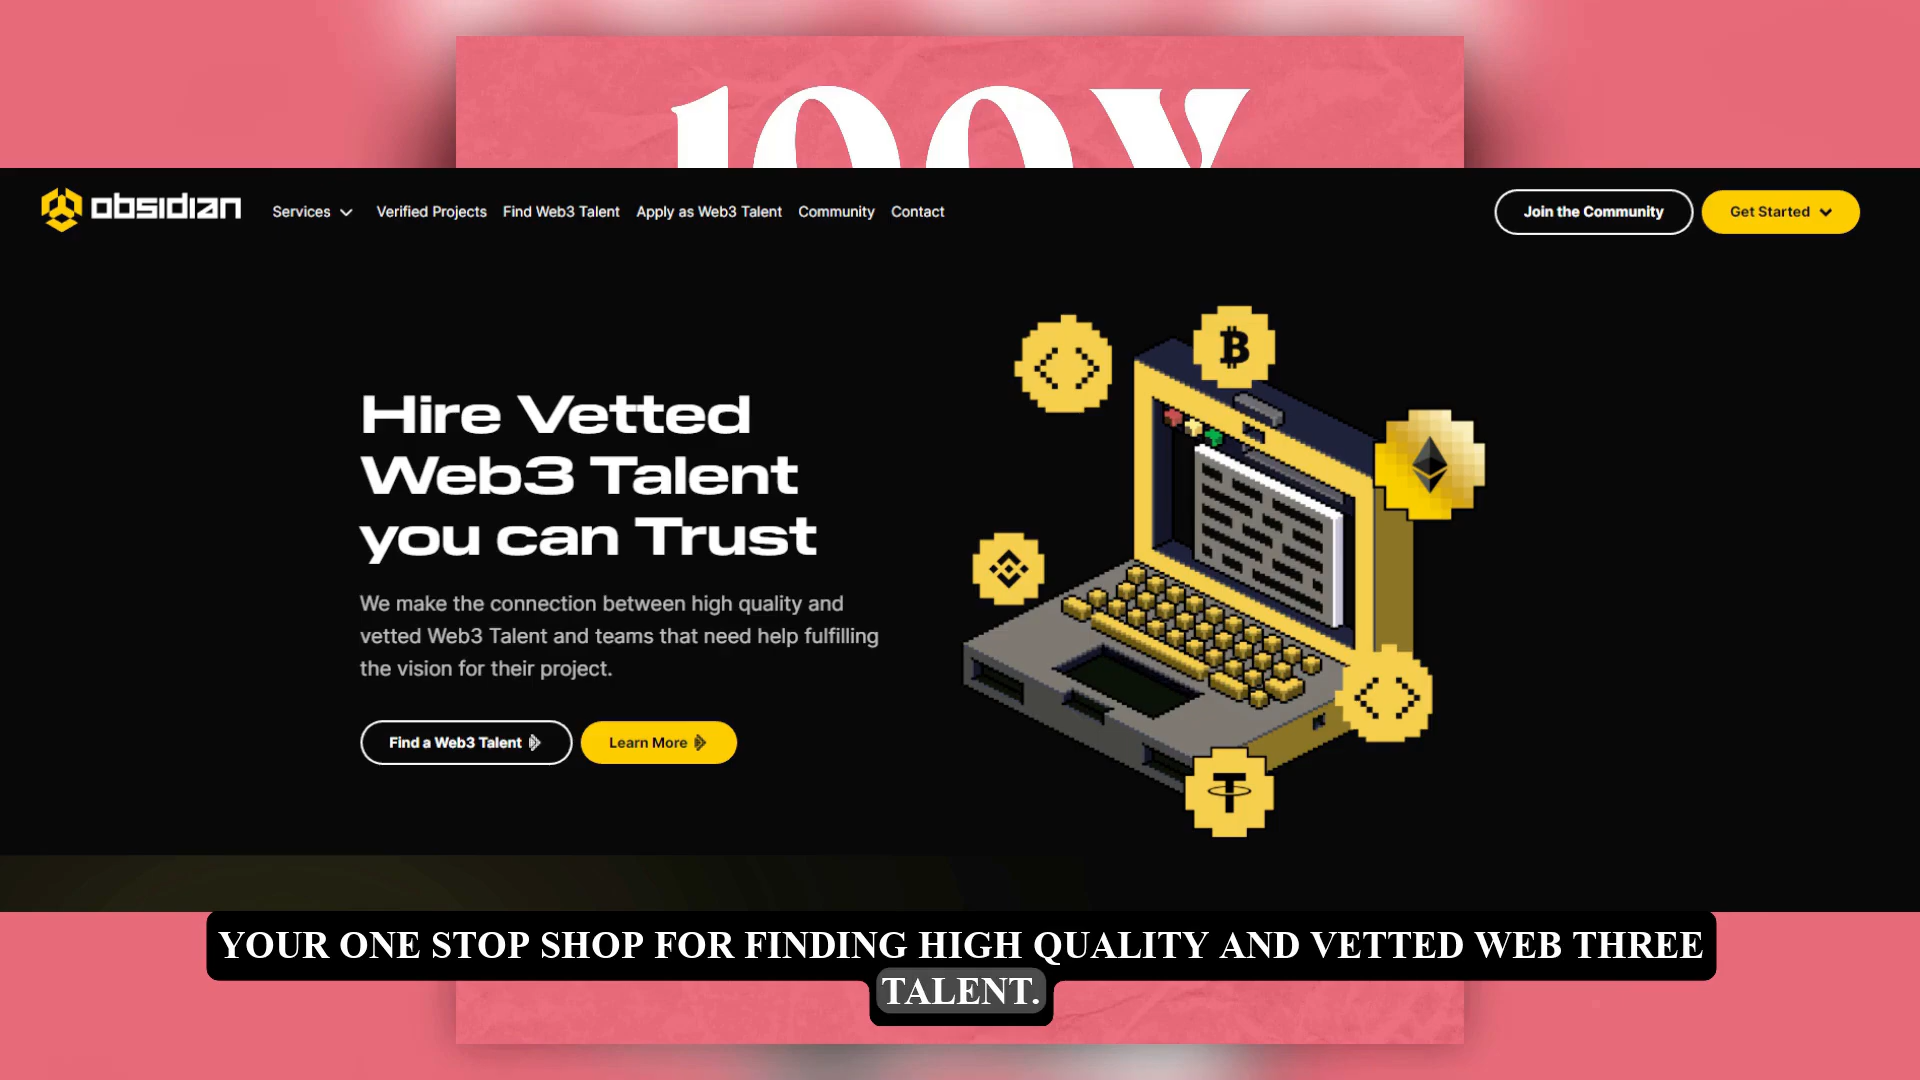 100X
obsidian
Services
Verified Projects
Find Web3 Talent
Apply as Web3 Talent
Community
Contact
Join the Community
Get Started
Hire Vetted
Web3 Talent
you can Trust
We make the connection between high quality and
vetted Web3 Talent and teams that need help fulfilling
the vision for their project.
Find a Web3 Talent
Learn More
YOUR ONE STOP SHOP FOR FINDING HIGH QUALITY AND VETTED WEB THREE
TALENT.